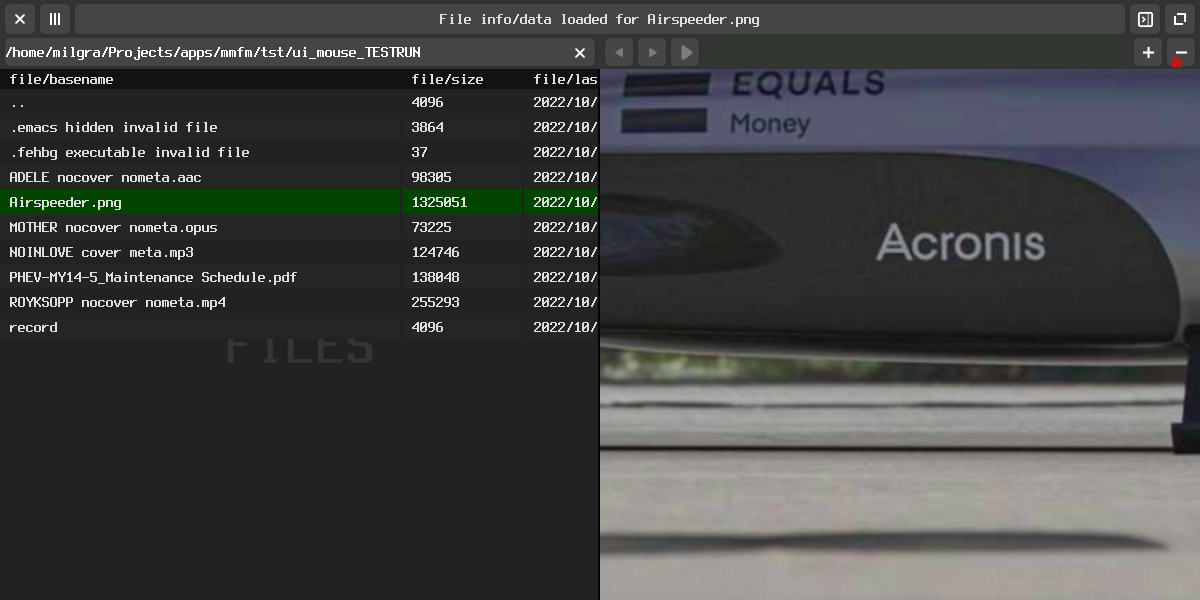 File info/data loaded for Airspeeder.png
/home/milgra/Projects/apps/mmfm/tst/ui_mouse_TESTRUN
file/basename file/size file/las
.. 4096 2022/10/
.emacs hidden invalid file 3864 2022/10/
.fehbg executable invalid file 37 2022/10/
ADELE nocover nometa.aac 98305 2022/10/
Airspeeder.png 1325051 2022/10/
MOTHER nocover nometa.opus 73225 2022/10/
NOINLOVE cover meta.mp3 124746 2022/10/
PHEV-MY14-5_Maintenance Schedule.pdf 138048 2022/10/
ROYKSOPP nocover nometa.mp4 255293 2022/10/
record 4096 2022/10/
FILES
EQUALS
Money
Acronis